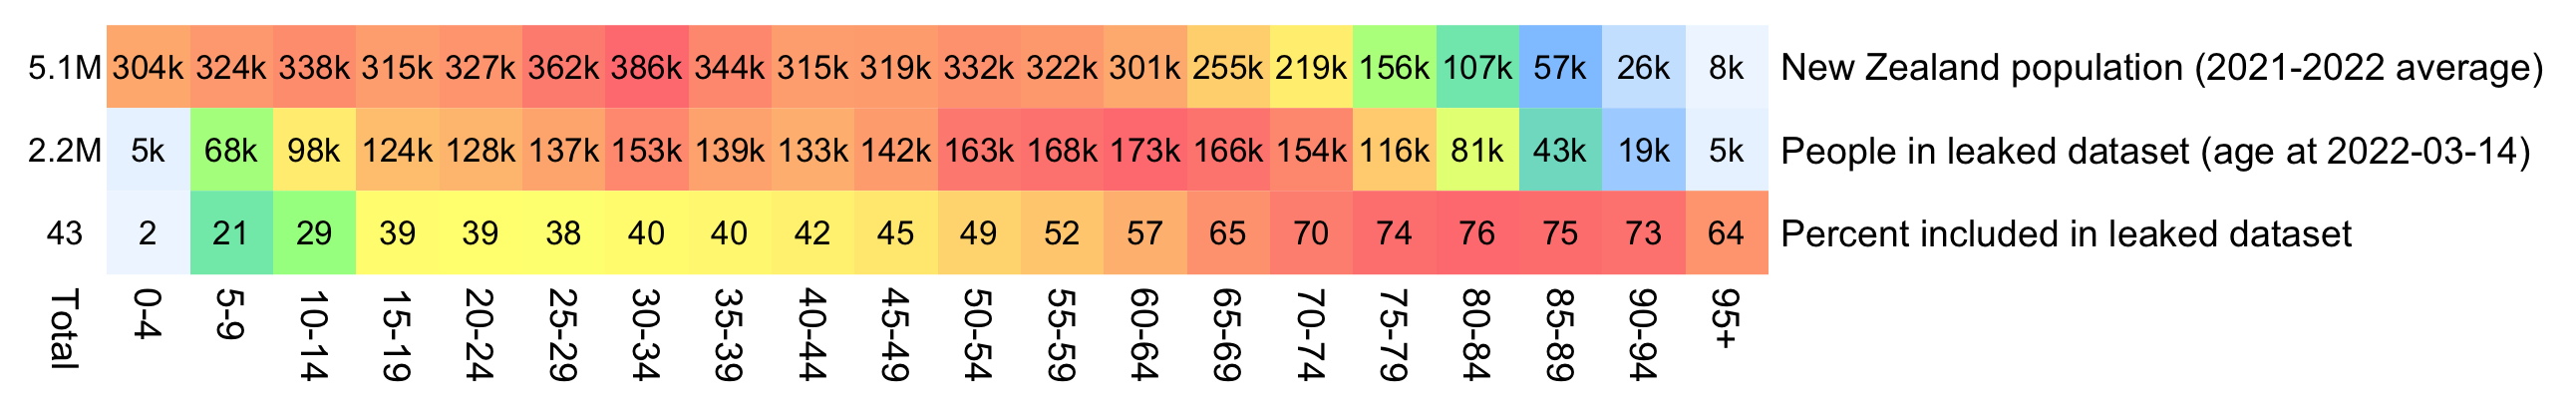 5.1M 304k 324k 338k 315k 327k 362k 386k 344k 315k 319k 332k 322k 301k 255k 219k 156k 107k 57k 26k 8k New Zealand population (2021-2022 average)
2.2M 5k 68k 98k 124k 128k 137k 153k 139k 133k 142k 163k 168k 173k 166k 154k 116k 81k 43k 19k 5k People in leaked dataset (age at 2022-03-14)
43 2 21 29 39 39 38 40 40 42 45 49 52 57 65 70 74 76 75 73 64 Percent included in leaked dataset
Total 0-4 5-9 10-14 15-19 20-24 25-29 30-34 35-39 40-44 45-49 50-54 55-59 60-64 65-69 70-74 75-79 80-84 85-89 90-94 95+